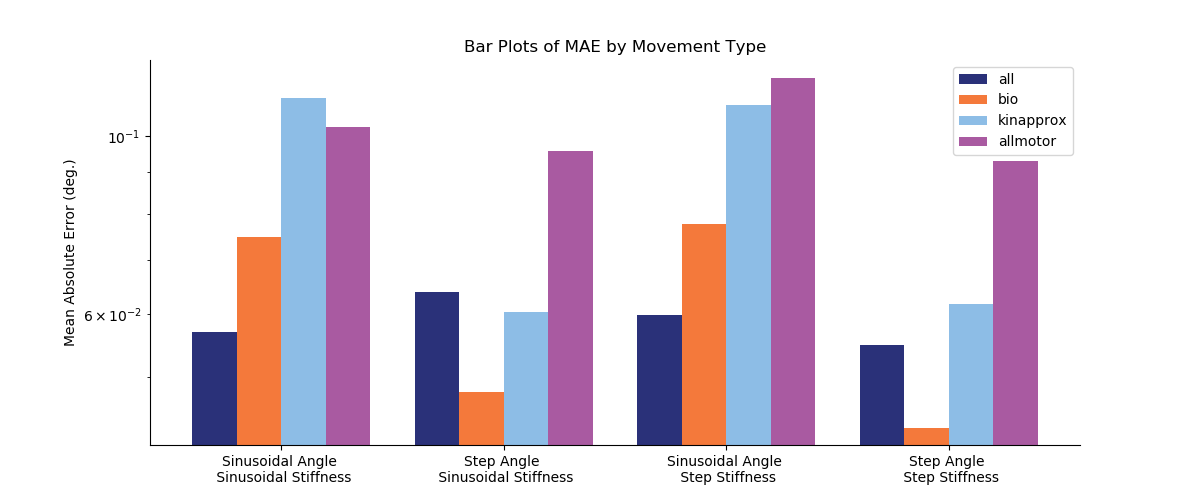 Bar Plots of MAE by Movement Type
all
bio
kinapprox
allmotor
Mean Absolute Error (deg.)
10⁻¹
6 × 10⁻²
Sinusoidal Angle
Sinusoidal Stiffness
Step Angle
Sinusoidal Stiffness
Sinusoidal Angle
Step Stiffness
Step Angle
Step Stiffness